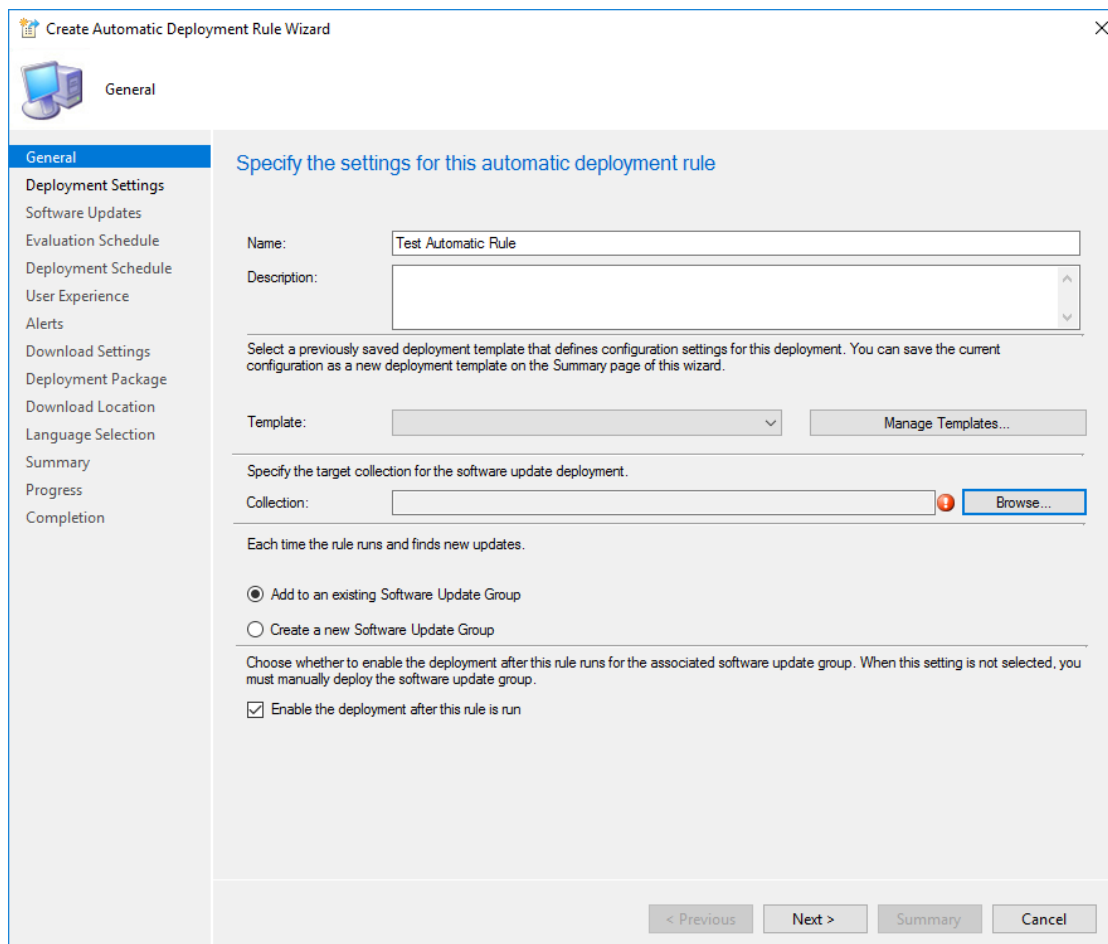 Create Automatic Deployment Rule Wizard
General
General
Deployment Settings
Software Updates
Evaluation Schedule
Deployment Schedule
User Experience
Alerts
Download Settings
Deployment Package
Download Location
Language Selection
Summary
Progress
Completion
Specify the settings for this automatic deployment rule
Name: Test Automatic Rule
Description:
Select a previously saved deployment template that defines configuration settings for this deployment. You can save the current
configuration as a new deployment template on the Summary page of this wizard.
Template: Manage Templates...
Specify the target collection for the software update deployment.
Collection: Browse...
Each time the rule runs and finds new updates.
Add to an existing Software Update Group
Create a new Software Update Group
Choose whether to enable the deployment after this rule runs for the associated software update group. When this setting is not selected, you
must manually deploy the software update group.
Enable the deployment after this rule is run
< Previous Next > Summary Cancel